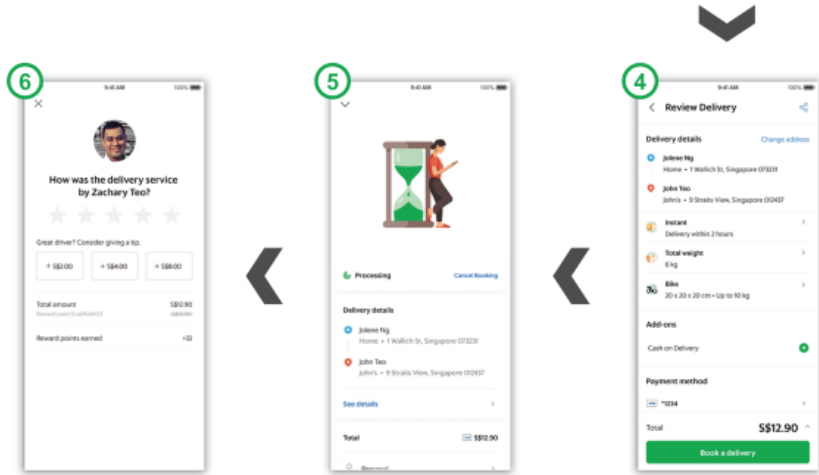 6
9:41 AM 100%
How was the delivery service
by Zachary Teo?
Great driver? Consider giving a tip.
+ S$2.00
+ S$4.00
+ S$8.00
Total amount S$12.90
Reward points earned +33
5
9:41 AM 100%
Processing Cancel Booking
Delivery details
Jolene Ng
Home • 1 Wallich St, Singapore 073231
John Teo
John's • 9 Straits View, Singapore 012437
See details
Total S$12.90
Personal
4
9:41 AM 100%
Review Delivery
Delivery details Change address
Jolene Ng
Home • 1 Wallich St, Singapore 073231
John Teo
John's • 9 Straits View, Singapore 012437
Instant
Delivery within 2 hours
Total weight
6 kg
Bike
20 x 20 x 20 cm • Up to 10 kg
Add-ons
Cash on Delivery
Payment method
*1234
Total S$12.90
Book a delivery